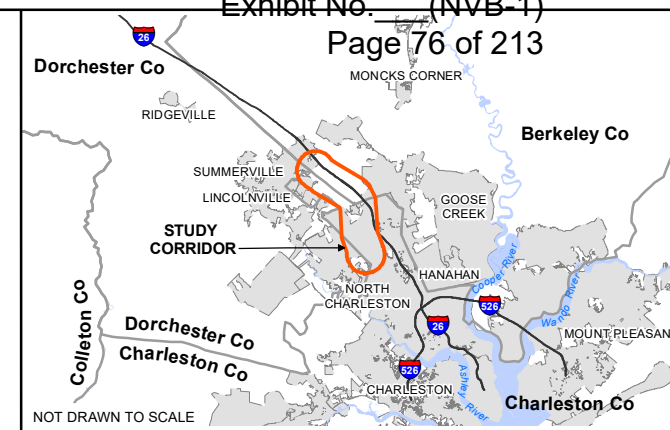 Exhibit No.____(NVB-1)
Page 76 of 213
26
Dorchester Co
MONCKS CORNER
RIDGEVILLE
Berkeley Co
SUMMERVILLE
LINCOLNVILLE
GOOSE
CREEK
STUDY
CORRIDOR
HANAHAN
Cooper River
NORTH
CHARLESTON
526
Wando River
Colleton Co
26
Dorchester Co
Charleston Co
MOUNT PLEASAN
526
CHARLESTON
Ashley River
Charleston Co
NOT DRAWN TO SCALE